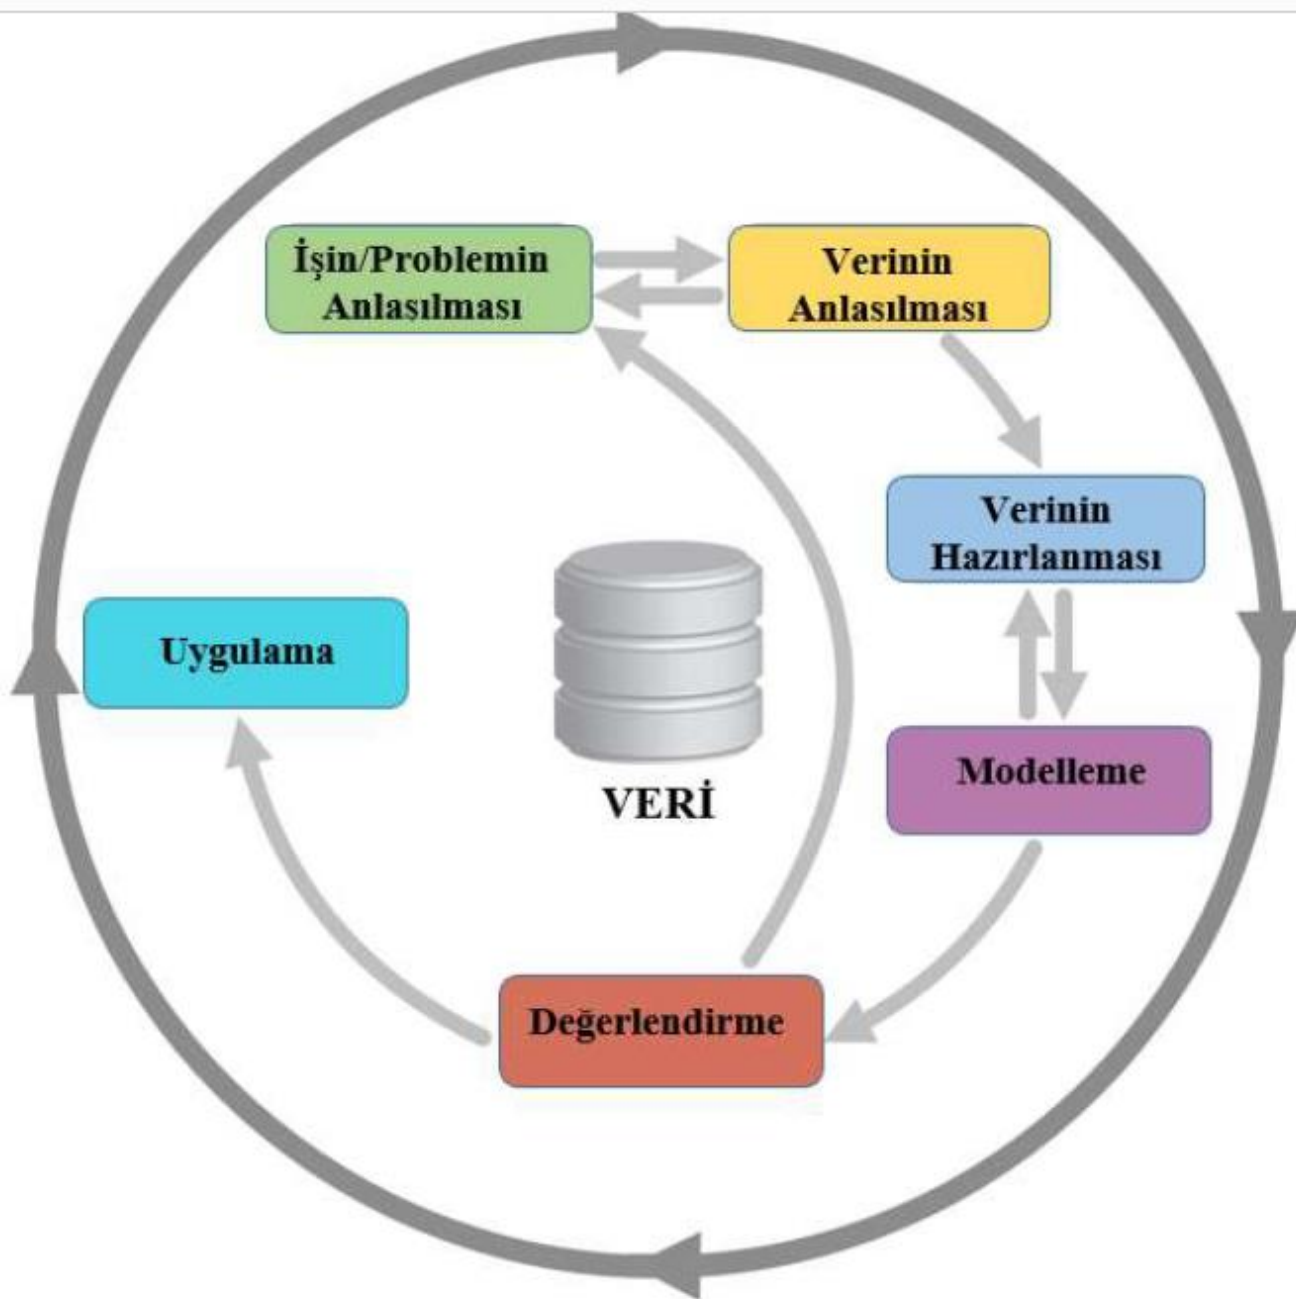 İşin/Problemin
Anlasılması
Verinin
Anlasılması
Verinin
Hazırlanması
Uygulama
VERİ
Modelleme
Değerlendirme